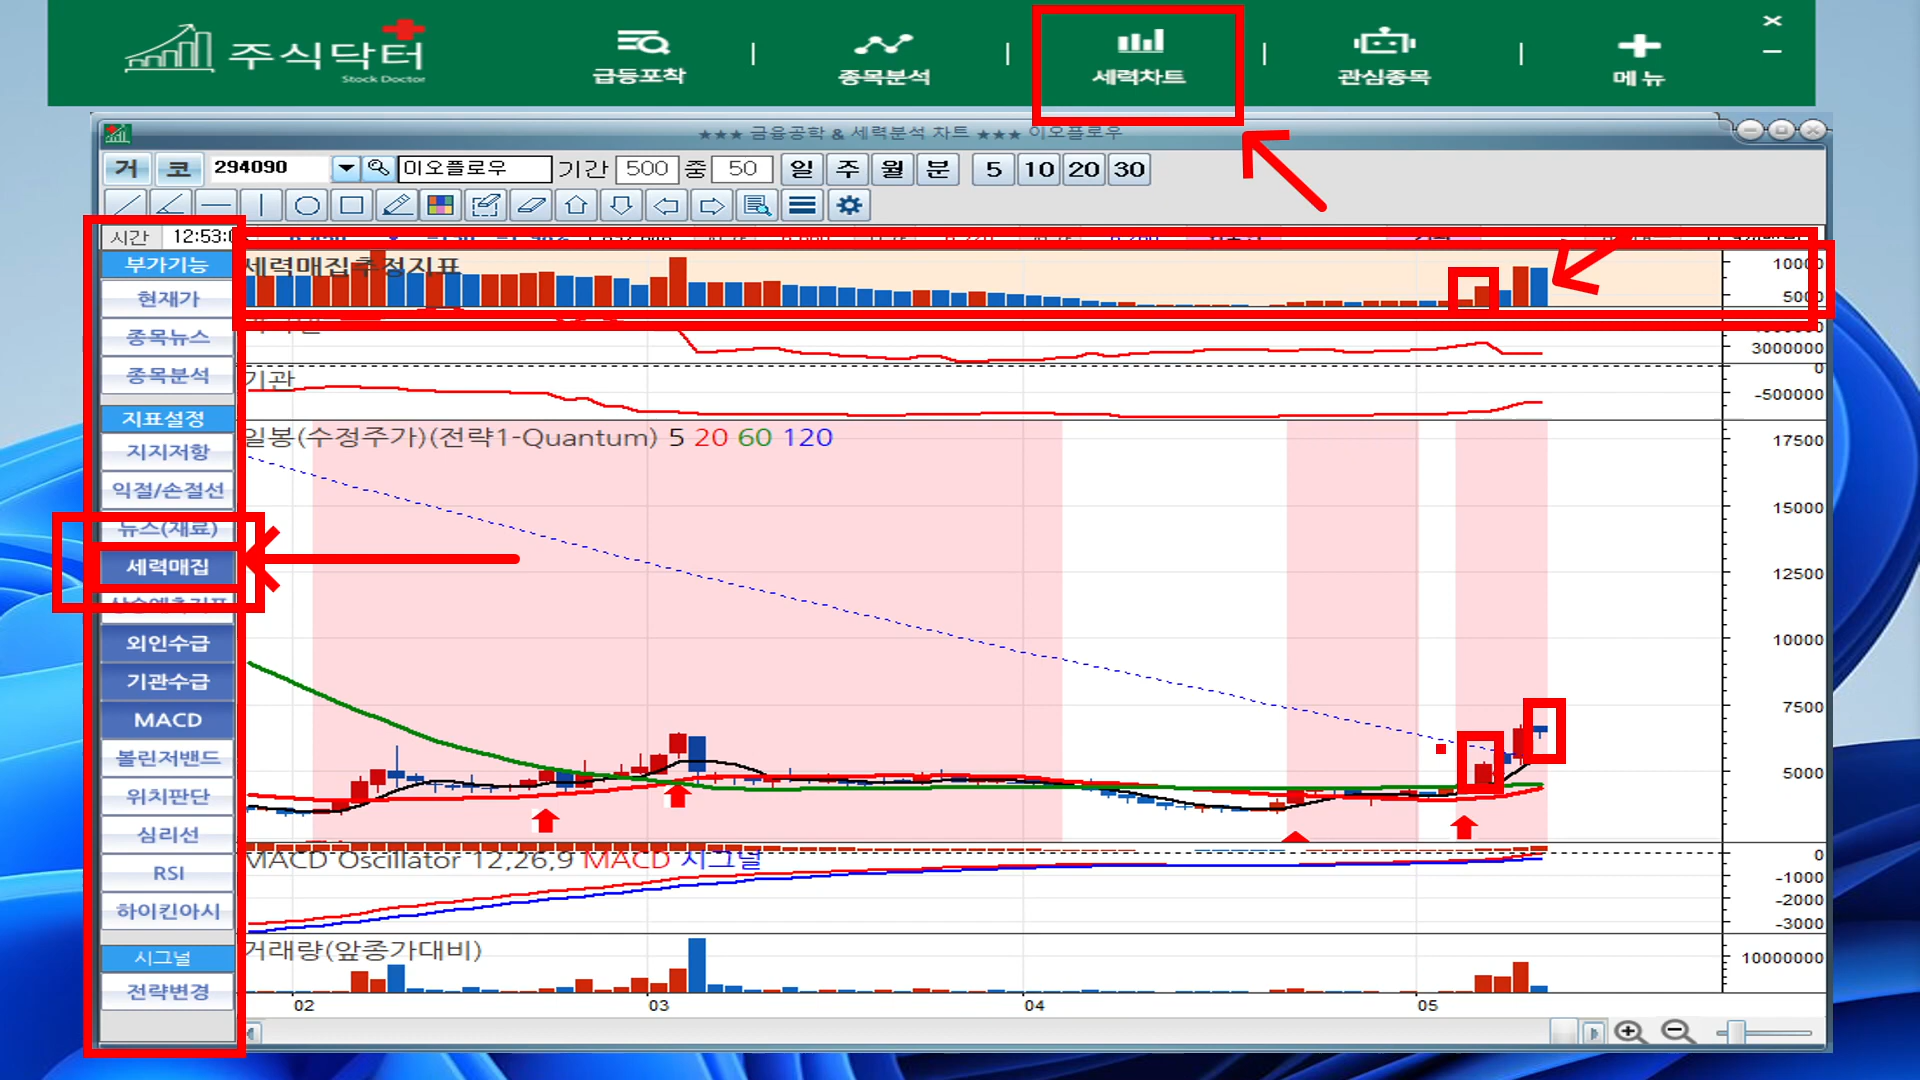 주식닥터
Stock Doctor
급등포착
종목분석
세력차트
관심종목
메뉴
★★★ 금융공학 & 세력분석 차트 ★★★ 이오플로우
거 코 294090 이오플로우 기간 500 중 50 일 주 월 분 5 10 20 30
시간 12:53:0
부가기능
현재가
종목뉴스
종목분석
지표설정
지지저항
익절/손절선
뉴스(재료)
세력매집
상승예측지표
외인수급
기관수급
MACD
볼린저밴드
위치판단
심리선
RSI
하이킨아시
시그널
전략변경
세력매집추정지표
10000
5000
3000000
기관
0
-500000
일봉(수정주가)(전략1-Quantum) 5 20 60 120
17500
15000
12500
10000
7500
5000
MACD Oscillator 12,26,9 MACD 시그널
0
-1000
-2000
-3000
거래량(앞종가대비)
10000000
02 03 04 05